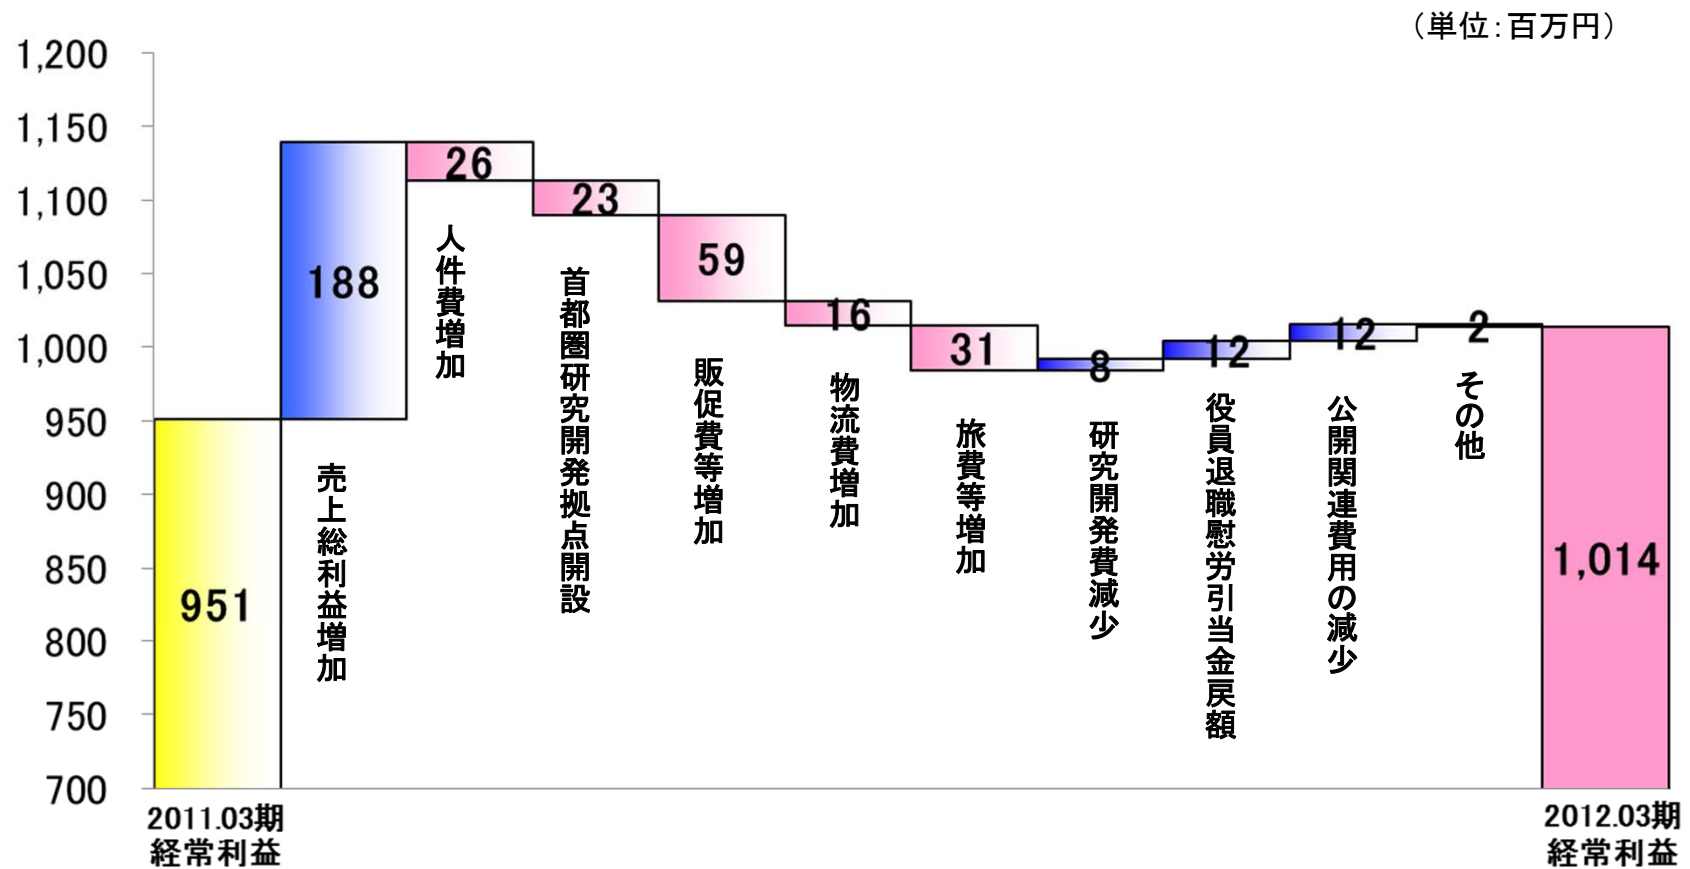 （単位：百万円）
1,200
1,150
1,100
1,050
1,000
950
900
850
800
750
700
951
188
26
23
59
16
31
8
12
12
2
1,014
売上総利益増加
人件費増加
首都圏研究開発拠点開設
販促費等増加
物流費増加
旅費等増加
研究開発費減少
役員退職慰労引当金戻額
公開関連費用の減少
その他
2011.03期
経常利益
2012.03期
経常利益